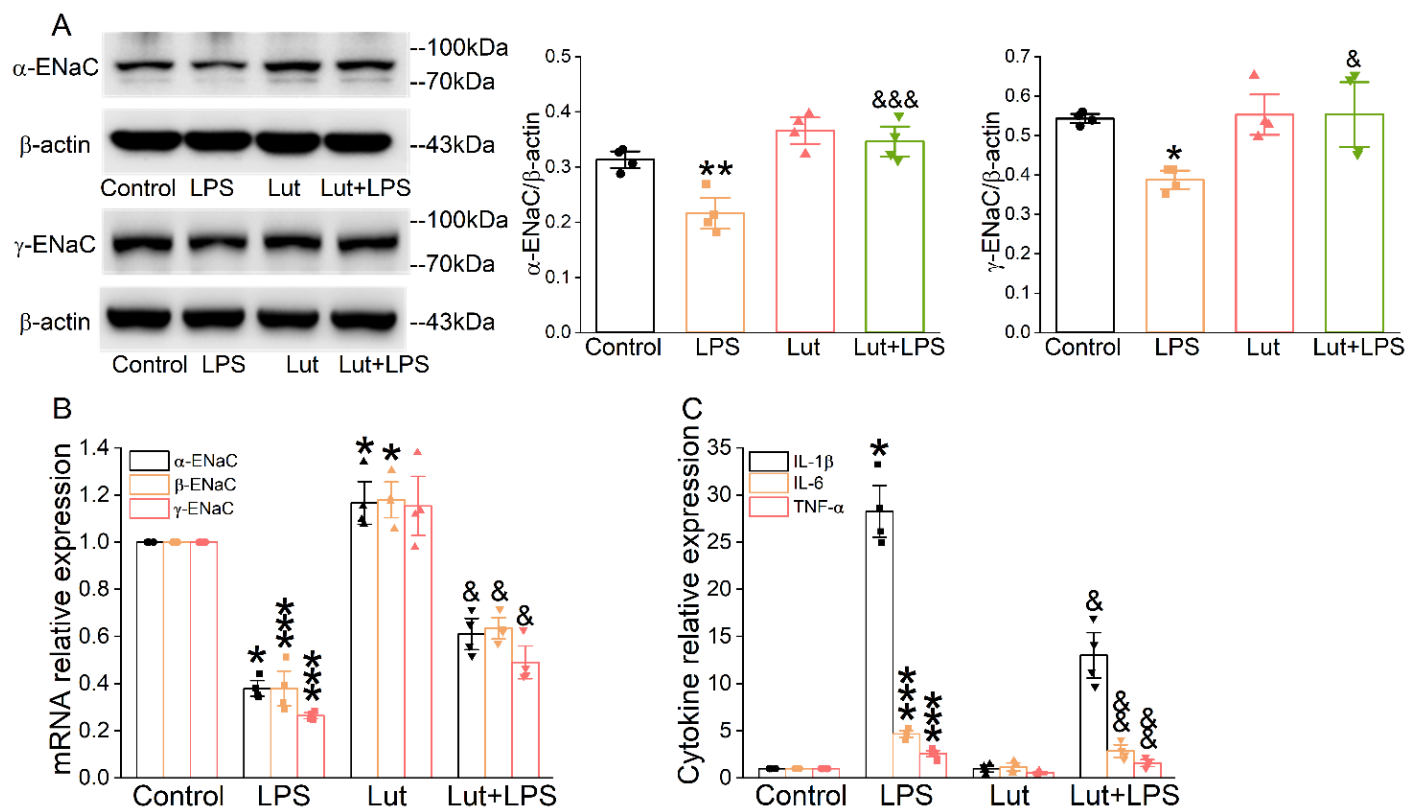 A
α-ENaC
--100kDa
--70kDa
β-actin
--43kDa
Control LPS Lut Lut+LPS
γ-ENaC
--100kDa
--70kDa
β-actin
--43kDa
Control LPS Lut Lut+LPS
α-ENaC/β-actin
0.5
0.4
0.3
0.2
0.1
0.0
**
&&&
Control LPS Lut Lut+LPS
γ-ENaC/β-actin
0.7
0.6
0.5
0.4
0.3
0.2
0.1
0.0
*
&
Control LPS Lut Lut+LPS
B
mRNA relative expression
1.4
1.2
1.0
0.8
0.6
0.4
0.2
0.0
α-ENaC
β-ENaC
γ-ENaC
* *** ***
* *
& & &
Control LPS Lut Lut+LPS
C
Cytokine relative expression
35
30
25
20
15
10
5
0
IL-1β
IL-6
TNF-α
* *** ***
& && &&
Control LPS Lut Lut+LPS